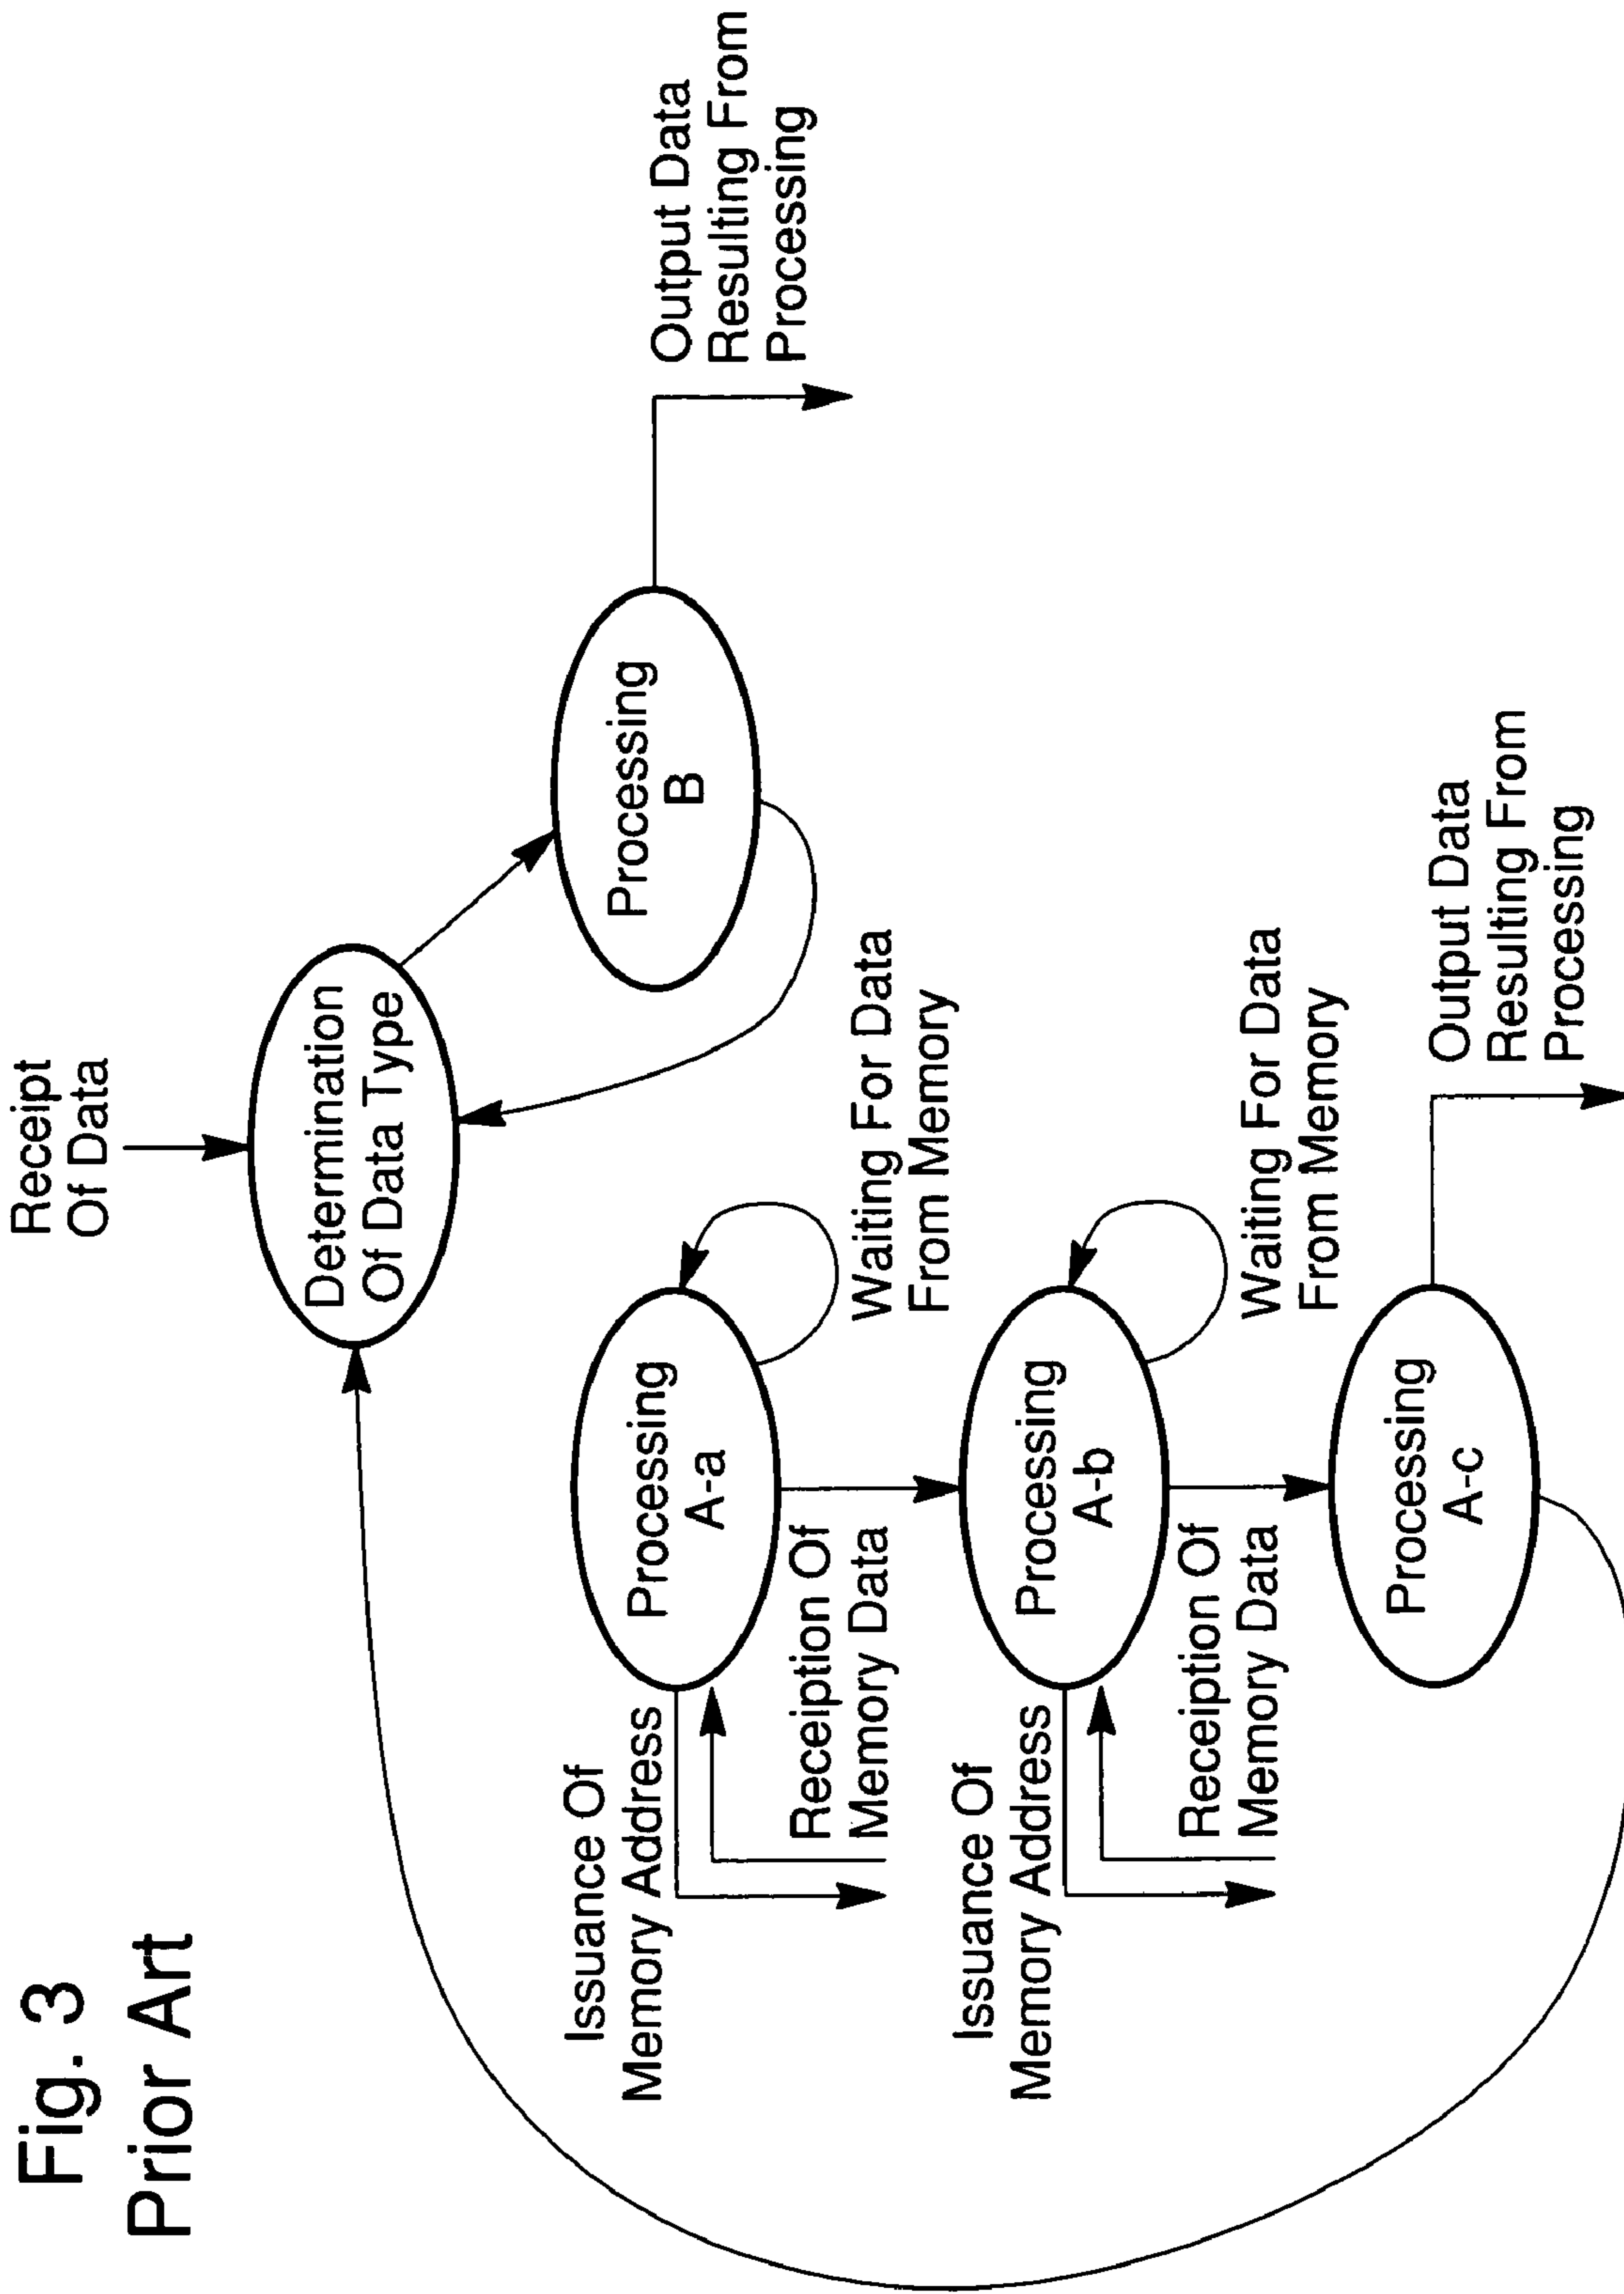 Fig. 3
Prior Art
Receipt
Of Data
Determination
Of Data Type
Processing
B
Output Data
Resulting From
Processing
Issuance Of
Memory Address
Processing
A-a
Receiption Of
Memory Data
Waiting For Data
From Memory
Issuance Of
Memory Address
Processing
A-b
Receiption Of
Memory Data
Waiting For Data
From Memory
Processing
A-c
Output Data
Resulting From
Processing